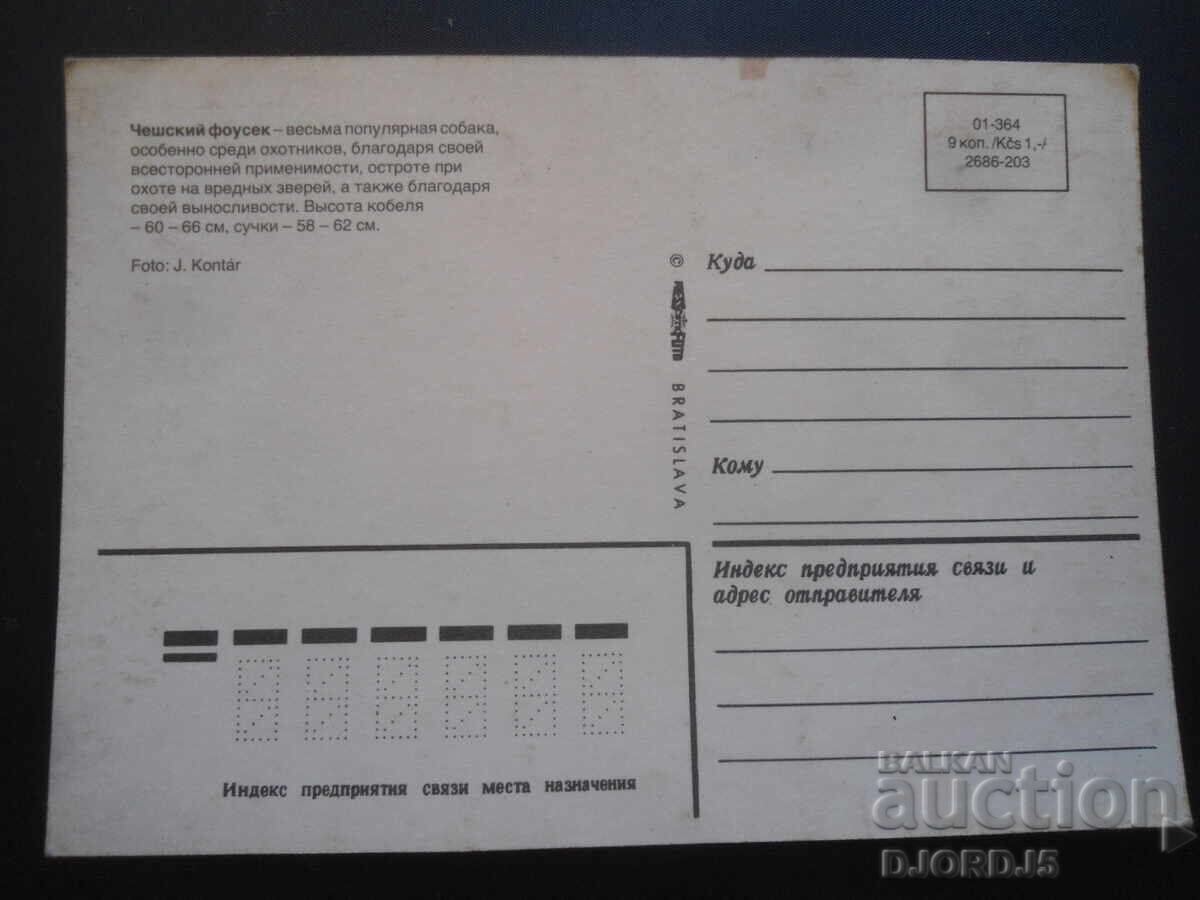 Чешский фоусек – весьма популярная собака,
особенно среди охотников, благодаря своей
всесторонней применимости, остроте при
охоте на вредных зверей, а также благодаря
своей выносливости. Высота кобеля
– 60 – 66 см, сучки – 58 – 62 см.
Foto: J. Kontár
01-364
9 коп./Kčs 1,-/
2686-203
©
BRATISLAVA
Куда
Кому
Индекс предприятия связи и
адрес отправителя
Индекс предприятия связи места назначения
BALKAN
auction
DJORDJ5